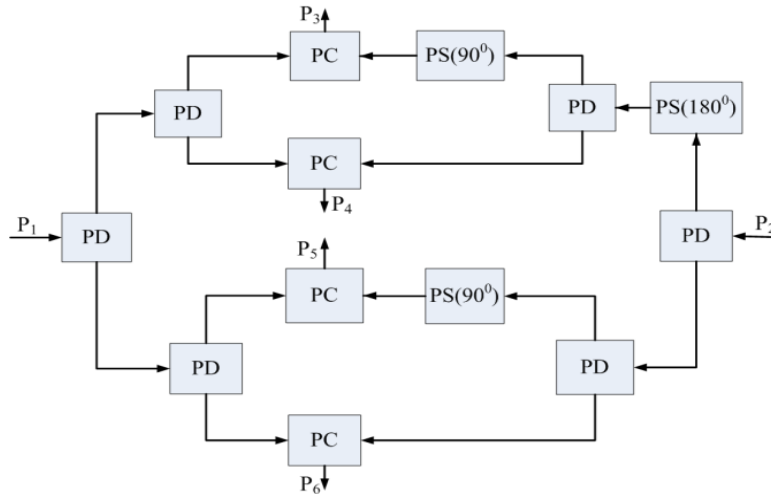 P₃
PC PS(90⁰)
PD PD PS(180⁰)
PC
P₄
P₁ PD PD P₂
P₅
PC PS(90⁰)
PD PD
PC
P₆